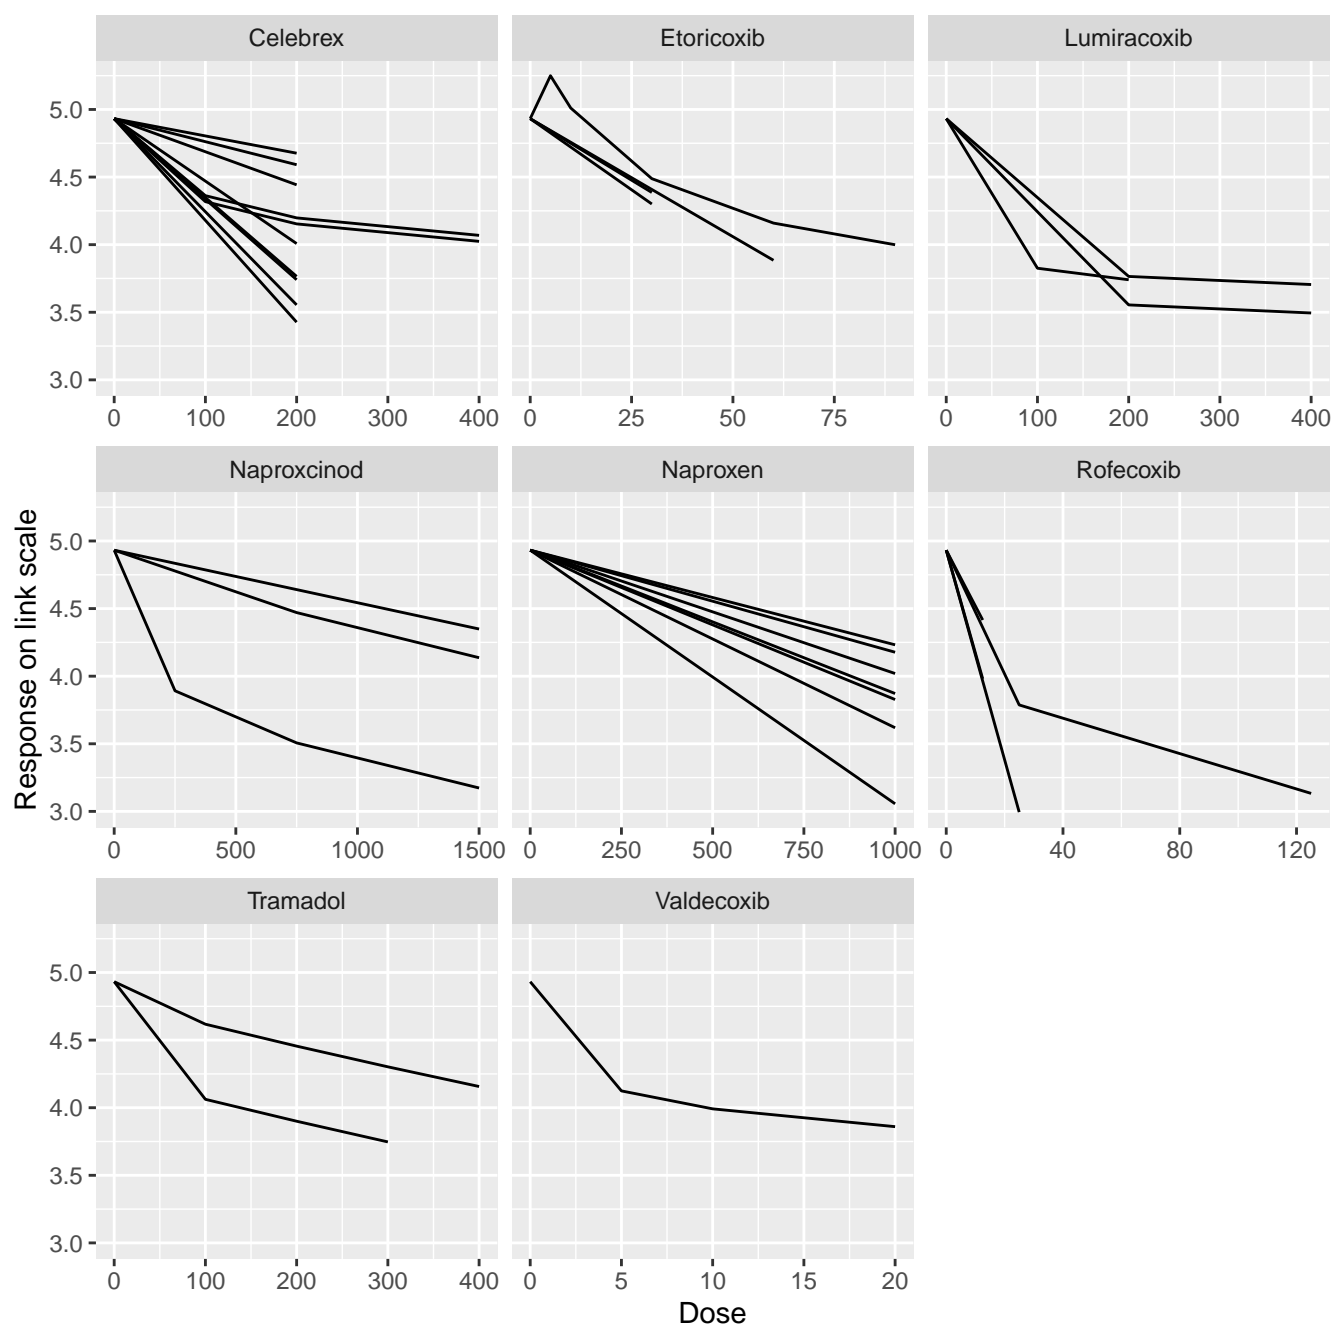 Celebrex Etoricoxib Lumiracoxib
5.0
4.5
4.0
3.5
3.0
0 100 200 300 400 0 25 50 75 0 100 200 300 400
Naproxcinod Naproxen Rofecoxib
Response on link scale
5.0
4.5
4.0
3.5
3.0
0 500 1000 1500 0 250 500 750 1000 0 40 80 120
Tramadol Valdecoxib
5.0
4.5
4.0
3.5
3.0
0 100 200 300 400 0 5 10 15 20
Dose